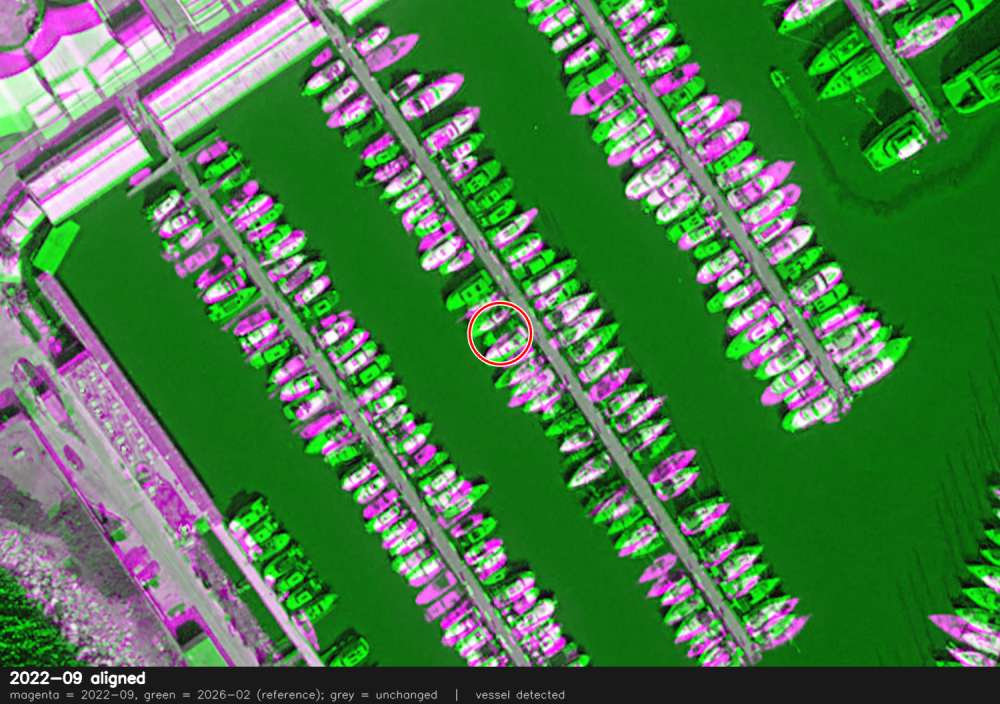 2022-09 aligned
magenta = 2022-09, green = 2026-02 (reference); grey = unchanged | vessel detected